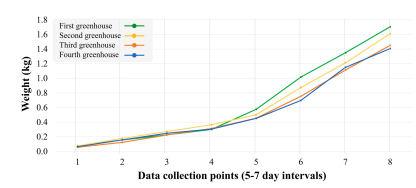 1.8
1.6
1.4
1.2
1.0
0.8
0.6
0.4
0.2
0.0
Weight (kg)
First greenhouse
Second greenhouse
Third greenhouse
Fourth greenhouse
1 2 3 4 5 6 7 8
Data collection points (5-7 day intervals)